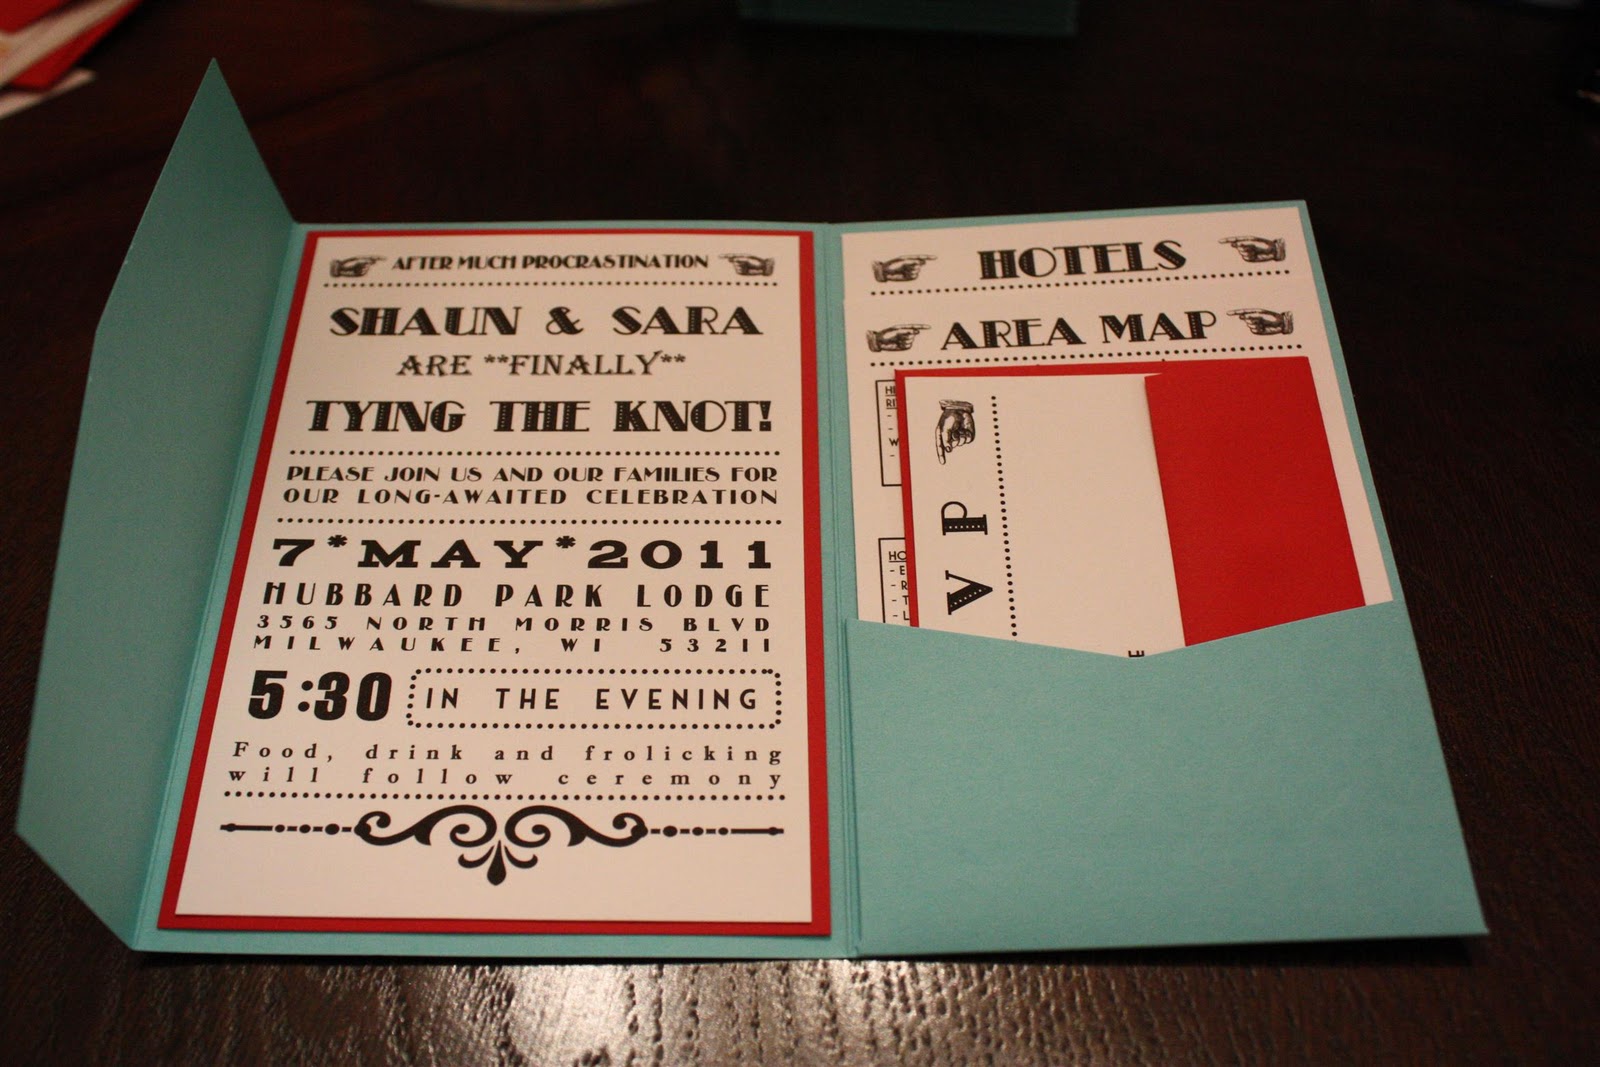 AFTER MUCH PROCRASTINATION
SHAUN & SARA
ARE **FINALLY**
TYING THE KNOT!
PLEASE JOIN US AND OUR FAMILIES FOR
OUR LONG-AWAITED CELEBRATION
7*MAY*2011
HUBBARD PARK LODGE
3565 NORTH MORRIS BLVD
MILWAUKEE, WI 53211
5:30 IN THE EVENING
Food, drink and frolicking
will follow ceremony
HOTELS
AREA MAP
V P